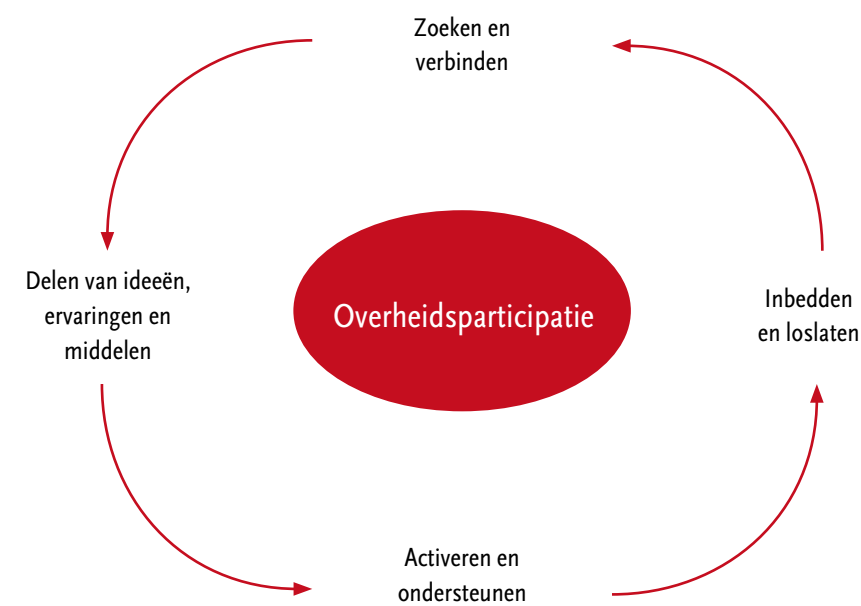 Zoeken en
verbinden
Delen van ideeën,
ervaringen en
middelen
Overheidsparticipatie
Inbedden
en loslaten
Activeren en
ondersteunen